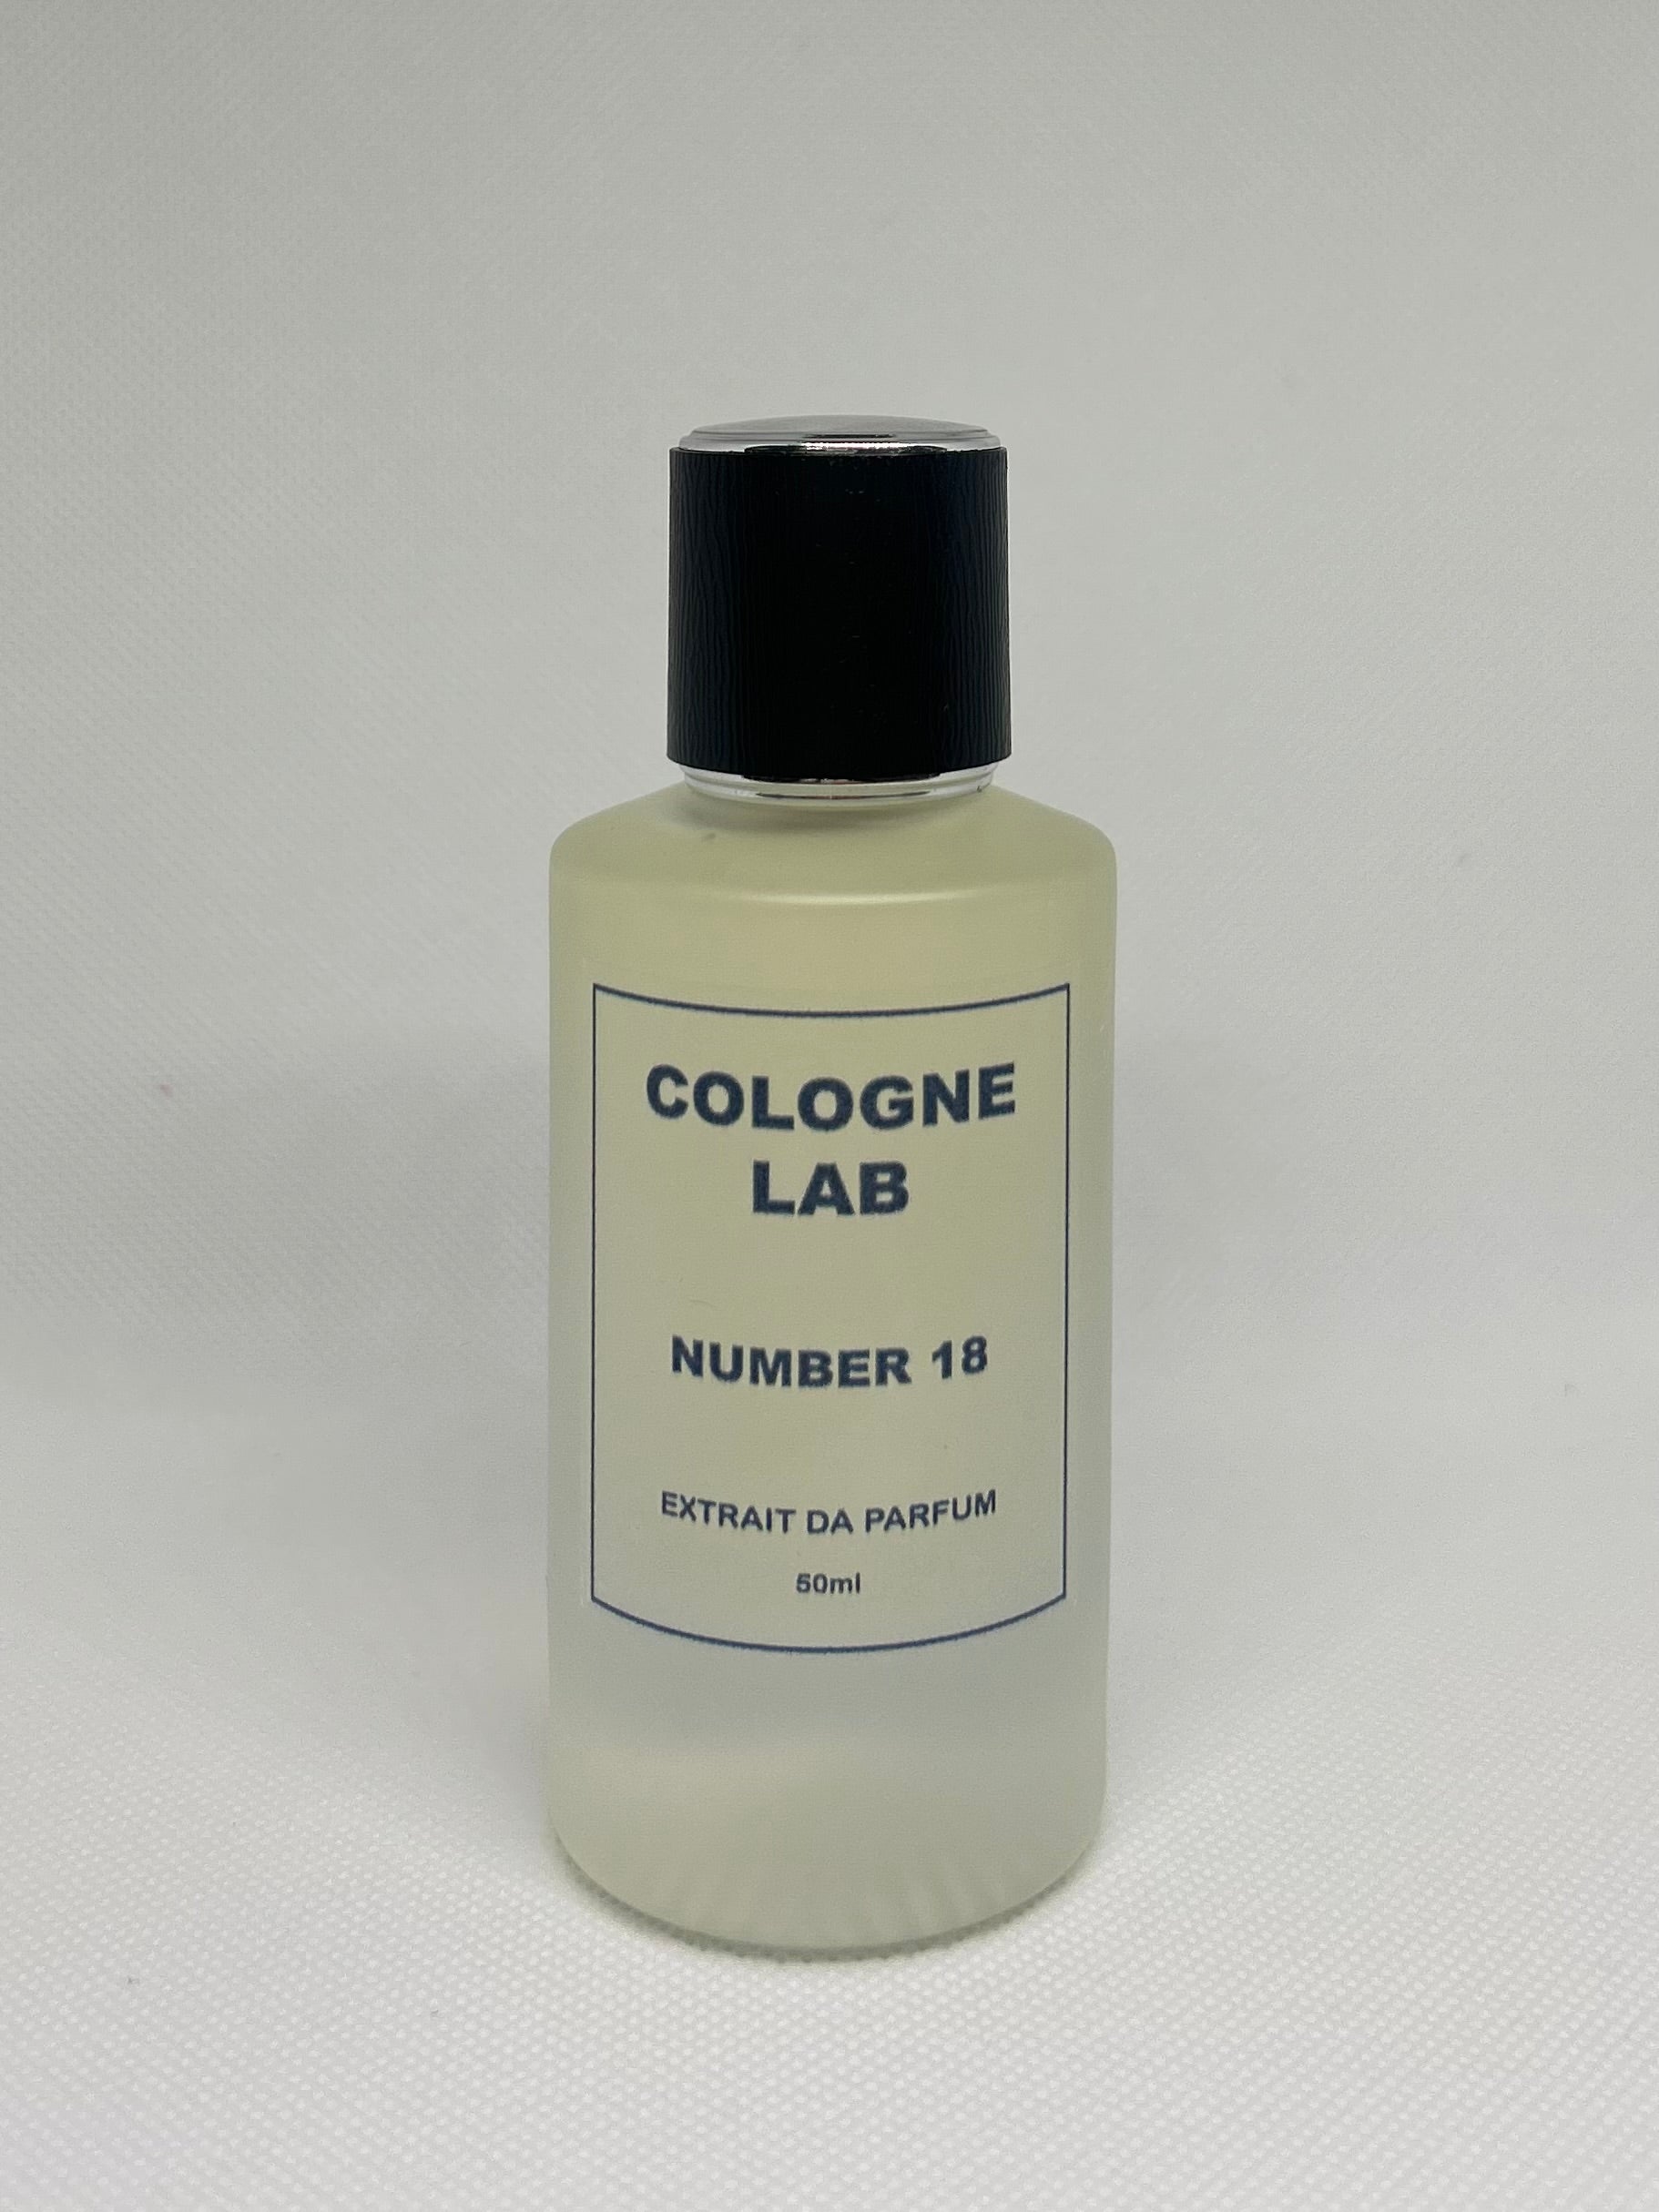 COLOGNE
LAB
NUMBER 18
EXTRAIT DA PARFUM
50ml